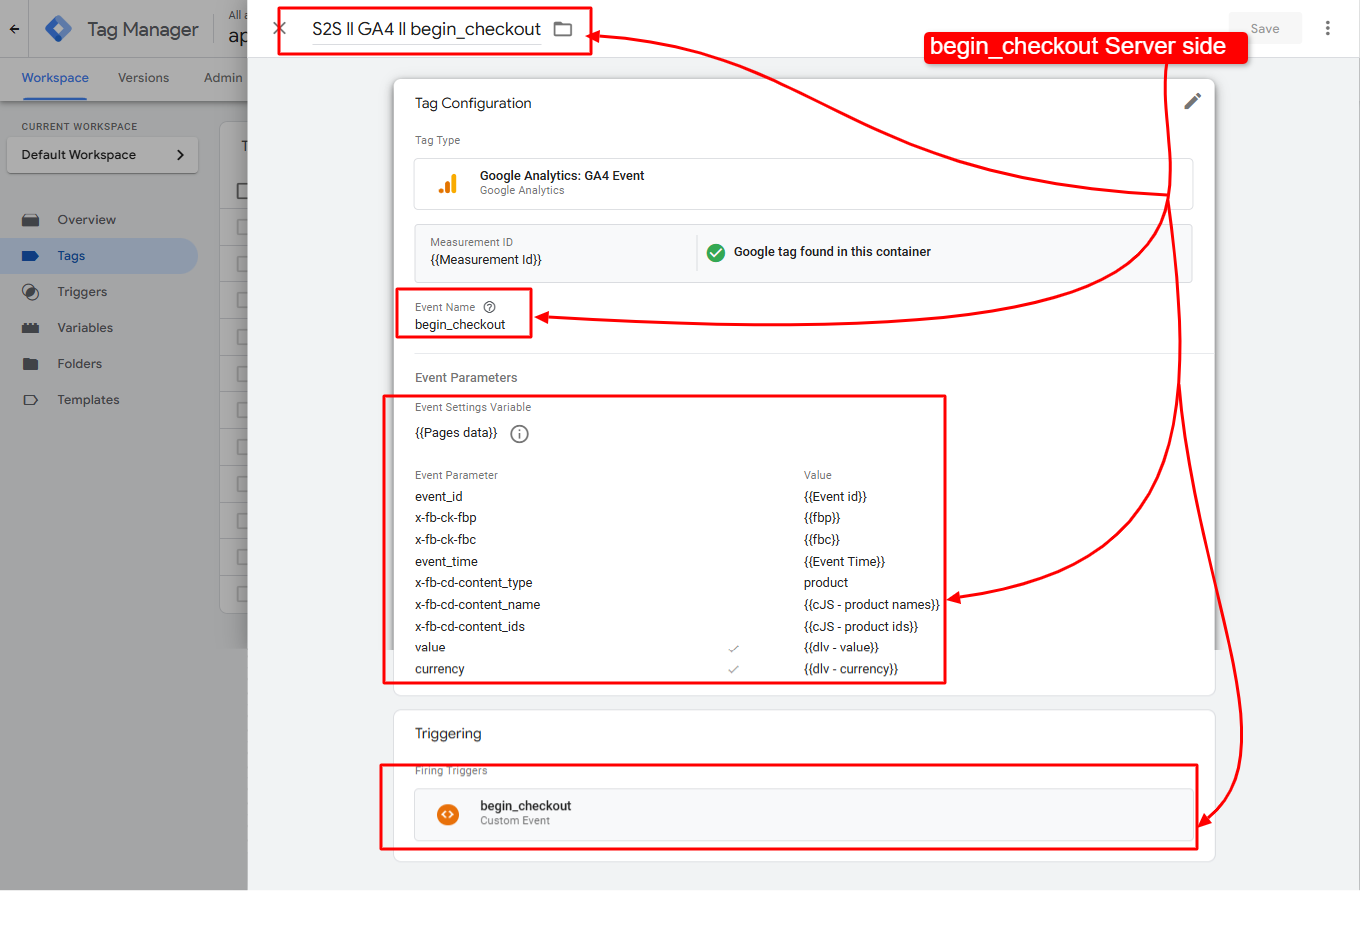 Tag Manager
All a
ap
S2S ll GA4 ll begin_checkout
Save
begin_checkout Server side
Workspace
Versions
Admin
CURRENT WORKSPACE
Default Workspace
T
Overview
Tags
Triggers
Variables
Folders
Templates
Tag Configuration
Tag Type
Google Analytics: GA4 Event
Google Analytics
Measurement ID
{{Measurement Id}}
Google tag found in this container
Event Name
begin_checkout
Event Parameters
Event Settings Variable
{{Pages data}}
Event Parameter Value
event_id {{Event id}}
x-fb-ck-fbp {{fbp}}
x-fb-ck-fbc {{fbc}}
event_time {{Event Time}}
x-fb-cd-content_type product
x-fb-cd-content_name {{cJS - product names}}
x-fb-cd-content_ids {{cJS - product ids}}
value {{dlv - value}}
currency {{dlv - currency}}
Triggering
Firing Triggers
begin_checkout
Custom Event